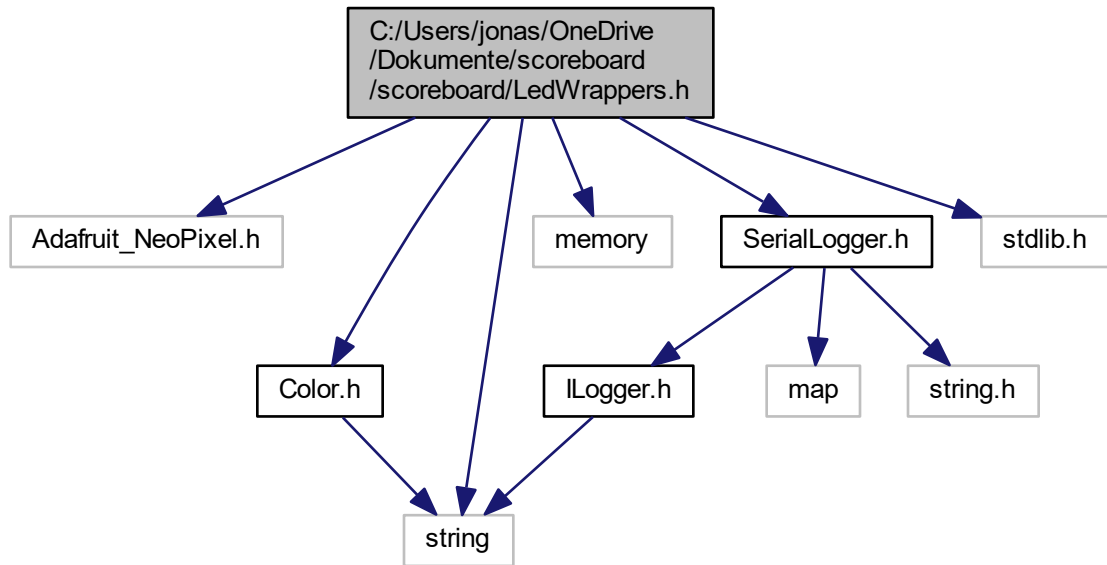 C:/Users/jonas/OneDrive
/Dokumente/scoreboard
/scoreboard/LedWrappers.h
Adafruit_NeoPixel.h
memory
SerialLogger.h
stdlib.h
Color.h
ILogger.h
map
string.h
string